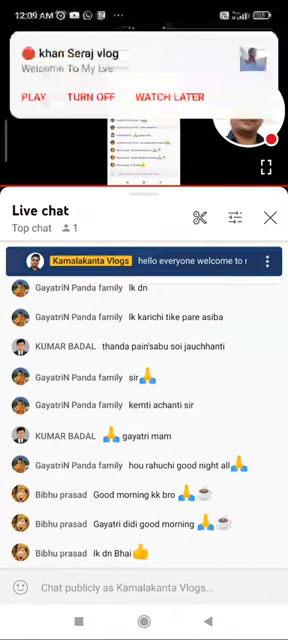 12:09 AM
khan Seraj vlog
Welcome To My Live
PLAY TURN OFF WATCH LATER
Live chat
Top chat 1
Kamalakanta Vlogs hello everyone welcome to
GayatriN Panda family lk dn
GayatriN Panda family lk karichi tike pare asiba
KUMAR BADAL thanda pain'sabu soi jauchhanti
GayatriN Panda family sir🙏
GayatriN Panda family kemti achanti sir
KUMAR BADAL 🙏 gayatri mam
GayatriN Panda family hou rahuchi good night all🙏
Bibhu prasad Good morning kk bro 🙏☕
Bibhu prasad Gayatri didi good morning 🙏☕
Bibhu prasad lk dn Bhai👍
Chat publicly as Kamalakanta Vlogs...